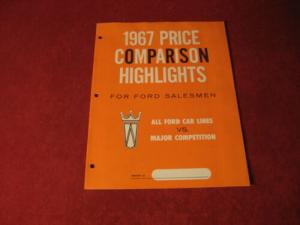 1967 PRICE
COMPARISON
HIGHLIGHTS
FOR FORD SALESMEN
ALL FORD CAR LINES
VS.
MAJOR COMPETITION